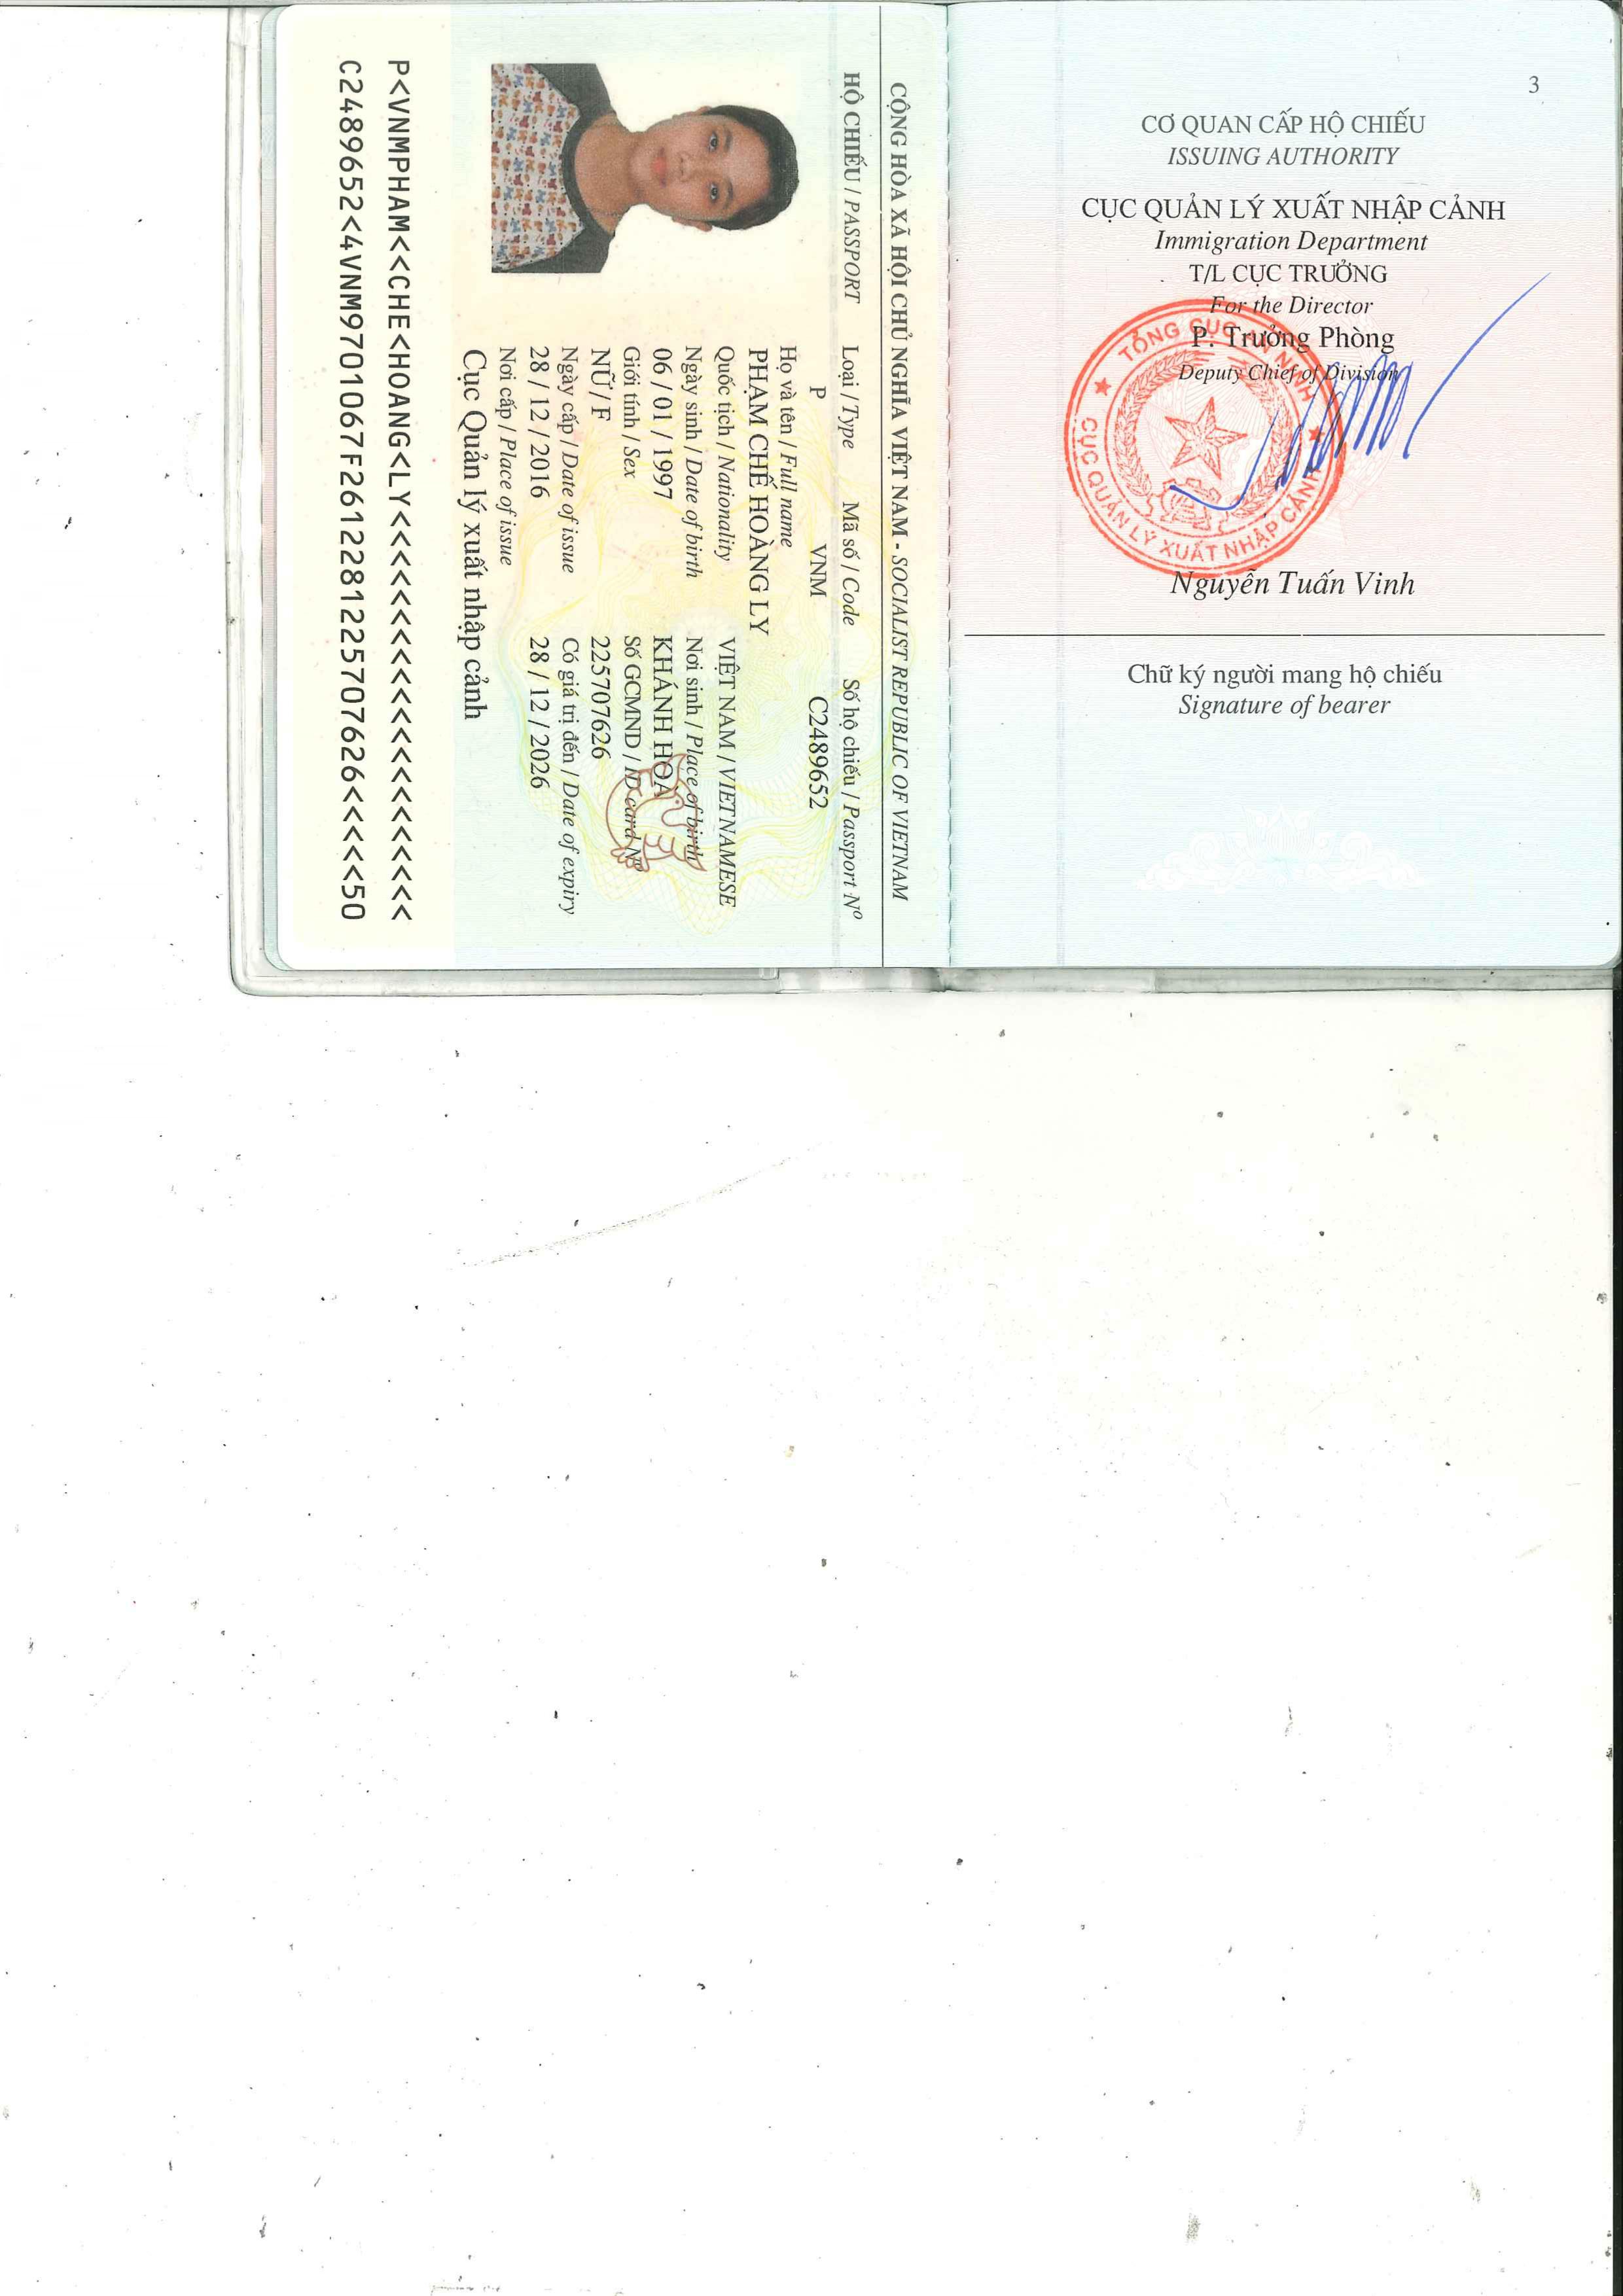 3
CƠ QUAN CẤP HỘ CHIẾU
ISSUING AUTHORITY
CỤC QUẢN LÝ XUẤT NHẬP CẢNH
Immigration Department
T/L CỤC TRƯỞNG
For the Director
P. Trưởng Phòng
Deputy Chief of Division
TỔNG CỤC AN NINH
CỤC QUẢN LÝ XUẤT NHẬP CẢNH
Nguyễn Tuấn Vinh
Chữ ký người mang hộ chiếu
Signature of bearer
CỘNG HÒA XÃ HỘI CHỦ NGHĨA VIỆT NAM - SOCIALIST REPUBLIC OF VIETNAM
HỘ CHIẾU / PASSPORT Loại / Type Mã số / Code Số hộ chiếu / Passport Nº
P VNM C2489652
Họ và tên / Full name
PHẠM CHẾ HOÀNG LY
Quốc tịch / Nationality VIỆT NAM / VIETNAMESE
Ngày sinh / Date of birth Nơi sinh / Place of birth
06 / 01 / 1997 KHÁNH HÒA
Giới tính / Sex Số GCMND / ID card Nº
NỮ / F 225707626
Ngày cấp / Date of issue Có giá trị đến / Date of expiry
28 / 12 / 2016 28 / 12 / 2026
Nơi cấp / Place of issue
Cục Quản lý xuất nhập cảnh
P<VNMPHAM<<CHE<HOANG<LY<<<<<<<<<<<<<<<<<<<<<
C2489652<4VNM9701067F2612281225707626<<<<<50